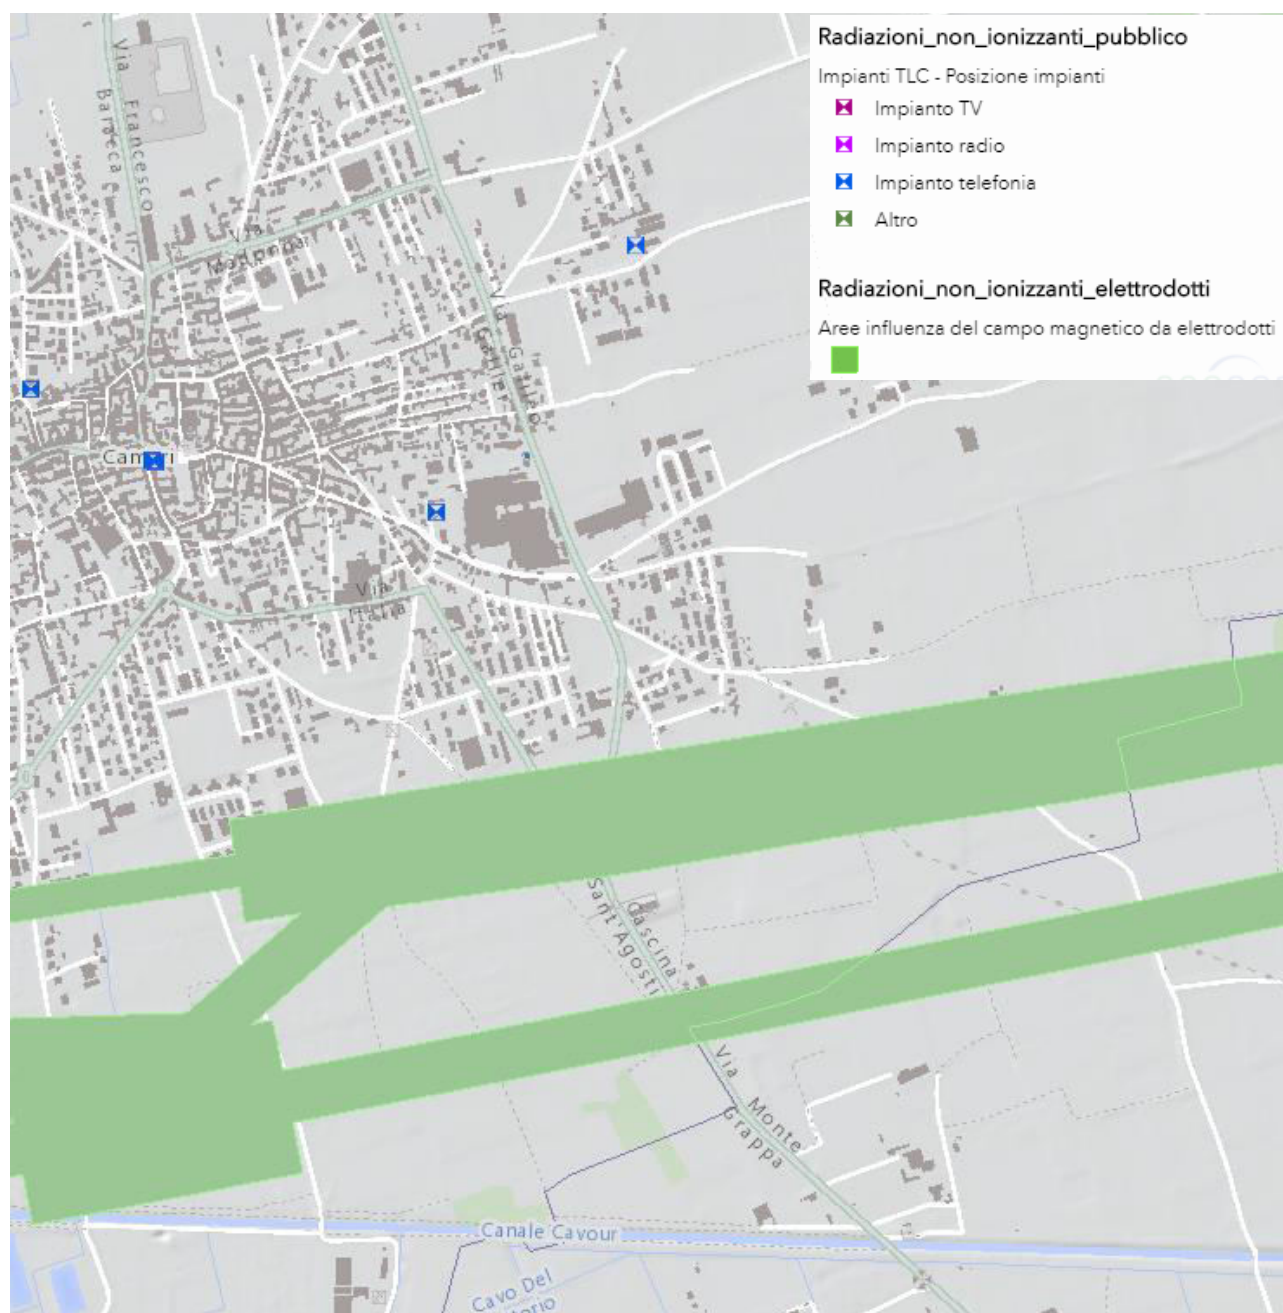 Radiazioni_non_ionizzanti_pubblico
Impianti TLC - Posizione impianti
Impianto TV
Impianto radio
Impianto telefonia
Altro
Radiazioni_non_ionizzanti_elettrodotti
Aree influenza del campo magnetico da elettrodotti
Via Francesco
Baracca
Via
Madonna
Via Galileo
Galilei
Via
Italia
Cascina
Sant'Agosti
Via Monte
Grappa
Canale Cavour
Cavo Del